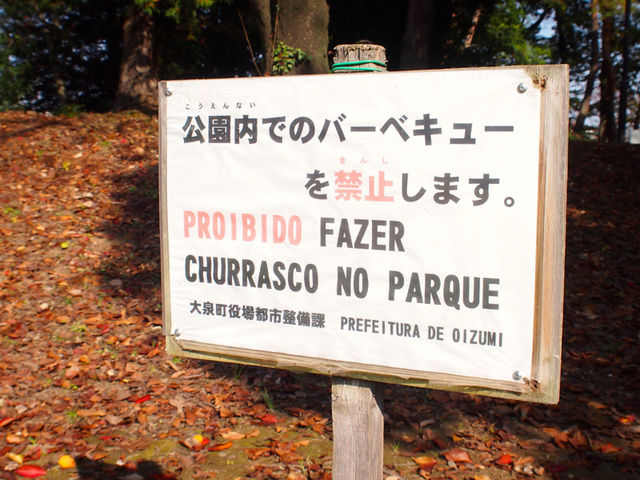 こうえんない
公園内でのバーベキュー
きんし
を禁止します。
PROIBIDO FAZER
CHURRASCO NO PARQUE
大泉町役場都市整備課 PREFEITURA DE OIZUMI